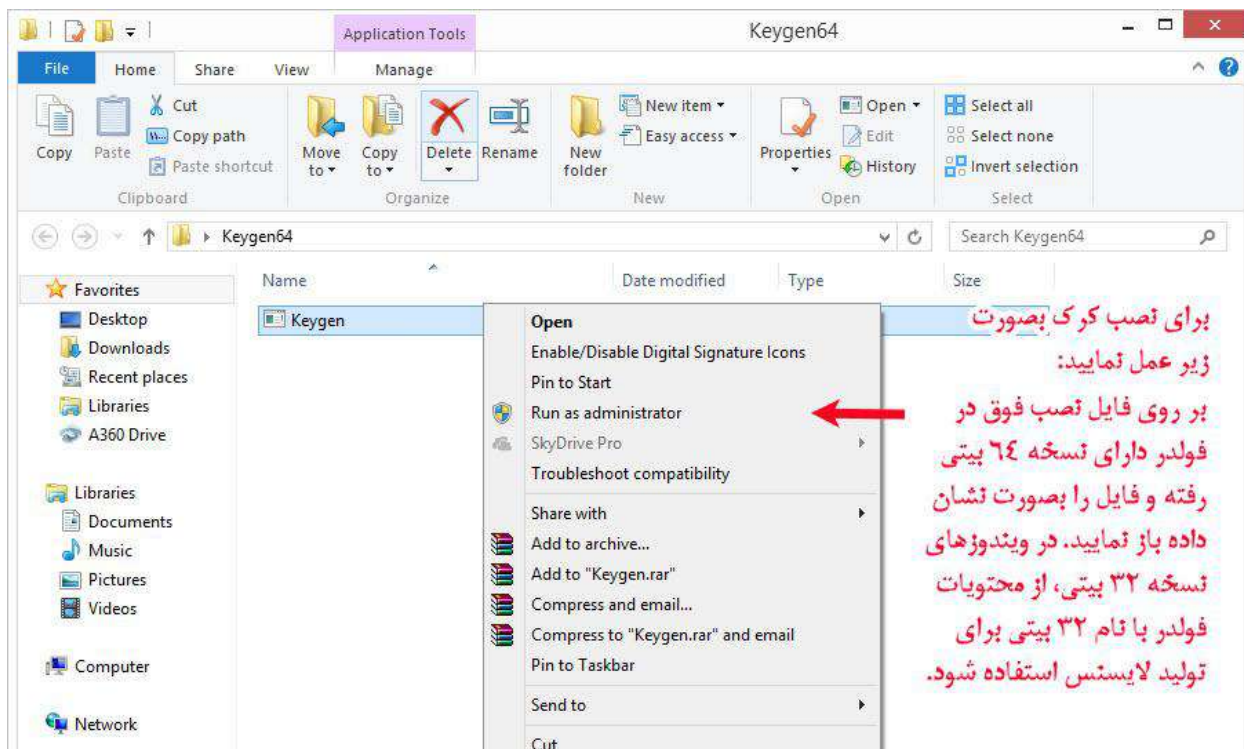 Application Tools
Keygen64
File
Home
Share
View
Manage
Copy
Paste
Cut
Copy path
Paste shortcut
Move to
Copy to
Delete
Rename
New folder
New item
Easy access
Properties
Open
Edit
History
Select all
Select none
Invert selection
Clipboard
Organize
New
Open
Select
Keygen64
Search Keygen64
Name
Date modified
Type
Size
Favorites
Desktop
Downloads
Recent places
Libraries
A360 Drive
Libraries
Documents
Music
Pictures
Videos
Computer
Network
Keygen
Open
Enable/Disable Digital Signature Icons
Pin to Start
Run as administrator
SkyDrive Pro
Troubleshoot compatibility
Share with
Add to archive...
Add to "Keygen.rar"
Compress and email...
Compress to "Keygen.rar" and email
Pin to Taskbar
Send to
Cut
برای نصب کرک بصورت
زیر عمل نمایید:
بر روی فایل نصب فوق در
فولدر دارای نسخه ٦٤ بیتی
رفته و فایل را بصورت نشان
داده باز نمایید. در ویندوزهای
نسخه ٣٢ بیتی، از محتویات
فولدر با نام ٣٢ بیتی برای
تولید لایسنس استفاده شود.